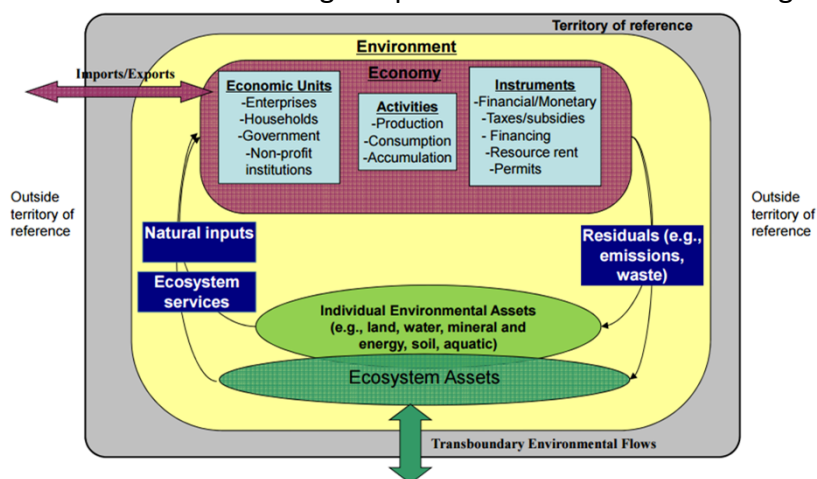 Territory of reference
Environment
Imports/Exports
Economy
Economic Units
-Enterprises
-Households
-Government
-Non-profit
institutions
Activities
-Production
-Consumption
-Accumulation
Instruments
-Financial/Monetary
-Taxes/subsidies
- Financing
-Resource rent
-Permits
Outside
territory of
reference
Outside
territory of
reference
Natural inputs
Ecosystem
services
Residuals (e.g.,
emissions,
waste)
Individual Environmental Assets
(e.g., land, water, mineral and
energy, soil, aquatic)
Ecosystem Assets
Transboundary Environmental Flows